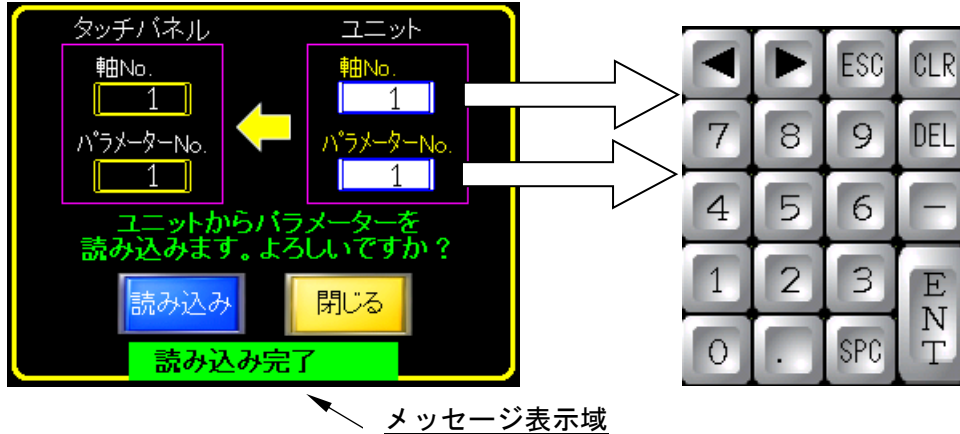 タッチパネル
ユニット
軸No.
軸No.
1
1
パラメーターNo.
パラメーターNo.
1
1
ユニットからパラメーターを
読み込みます。よろしいですか？
読み込み
閉じる
読み込み完了
メッセージ表示域
ESC
CLR
7
8
9
DEL
4
5
6
－
1
2
3
ENT
0
.
SPC